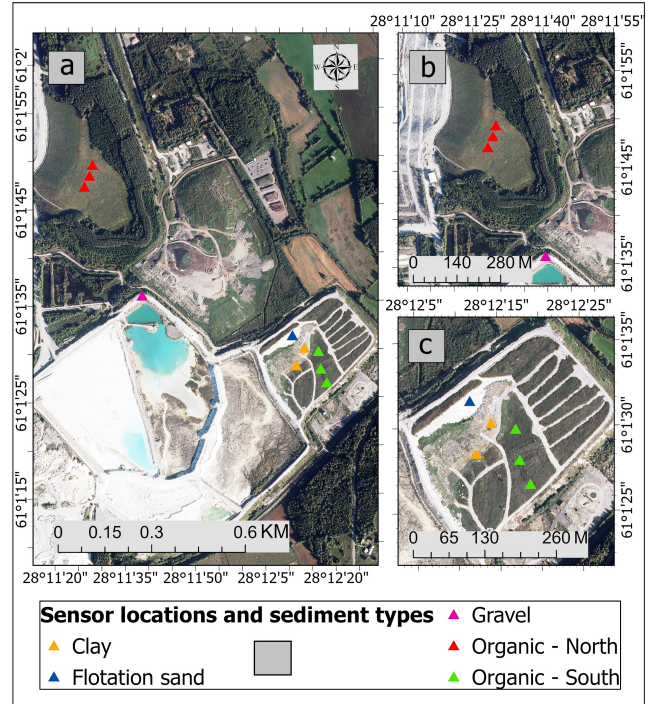 28°11'10" 28°11'25" 28°11'40" 28°11'55"
a
N
W E
S
b
61°2'
61°1'55"
61°1'45"
61°1'35"
61°1'25"
61°1'15"
61°1'55"
61°1'45"
61°1'35"
0 140 280 M
28°12'5" 28°12'15" 28°12'25"
c
61°1'35"
61°1'30"
61°1'25"
0 0.15 0.3 0.6 KM
0 65 130 260 M
28°11'20" 28°11'35" 28°11'50" 28°12'5" 28°12'20"
Sensor locations and sediment types
Clay
Flotation sand
Gravel
Organic - North
Organic - South